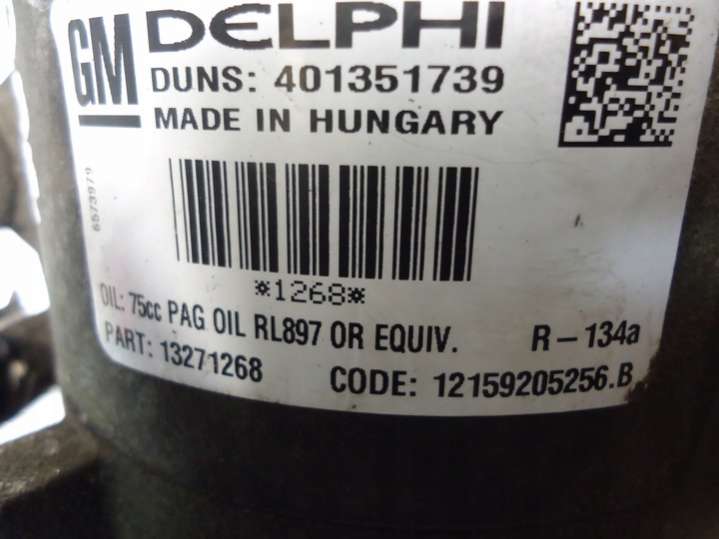 GM DELPHI
DUNS: 401351739
MADE IN HUNGARY
6573979
*1268*
OIL: 75cc PAG OIL RL897 OR EQUIV. R-134a
PART: 13271268 CODE: 12159205256.B